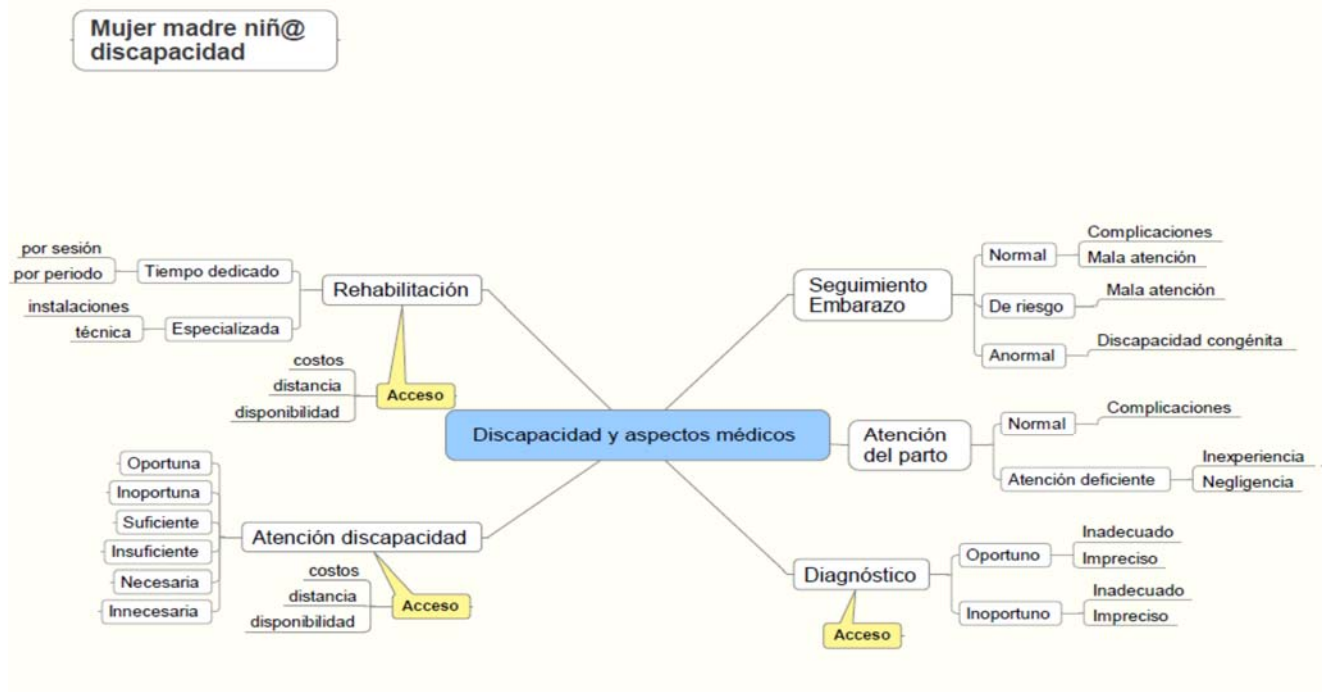 Mujer madre niñ@
discapacidad
Discapacidad y aspectos médicos
Rehabilitación
Tiempo dedicado
por sesión
por periodo
Especializada
instalaciones
técnica
Acceso
costos
distancia
disponibilidad
Atención discapacidad
Oportuna
Inoportuna
Suficiente
Insuficiente
Necesaria
Innecesaria
Acceso
costos
distancia
disponibilidad
Seguimiento
Embarazo
Normal
Complicaciones
Mala atención
De riesgo
Mala atención
Anormal
Discapacidad congénita
Atención
del parto
Normal
Complicaciones
Atención deficiente
Inexperiencia
Negligencia
Diagnóstico
Oportuno
Inadecuado
Impreciso
Inoportuno
Inadecuado
Impreciso
Acceso